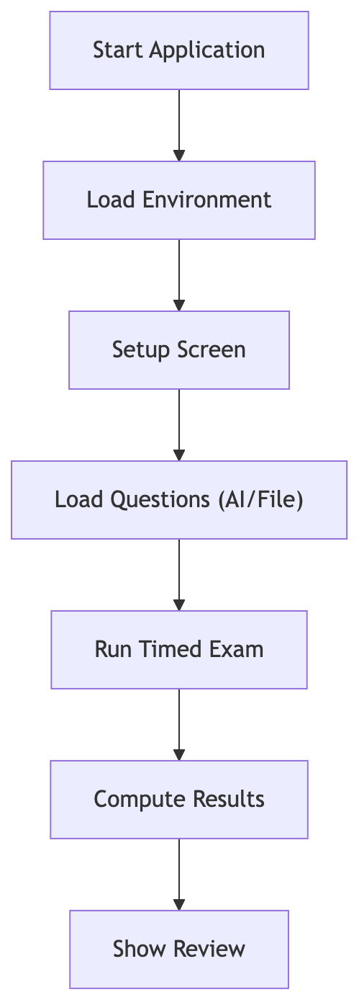 Start Application
Load Environment
Setup Screen
Load Questions (AI/File)
Run Timed Exam
Compute Results
Show Review